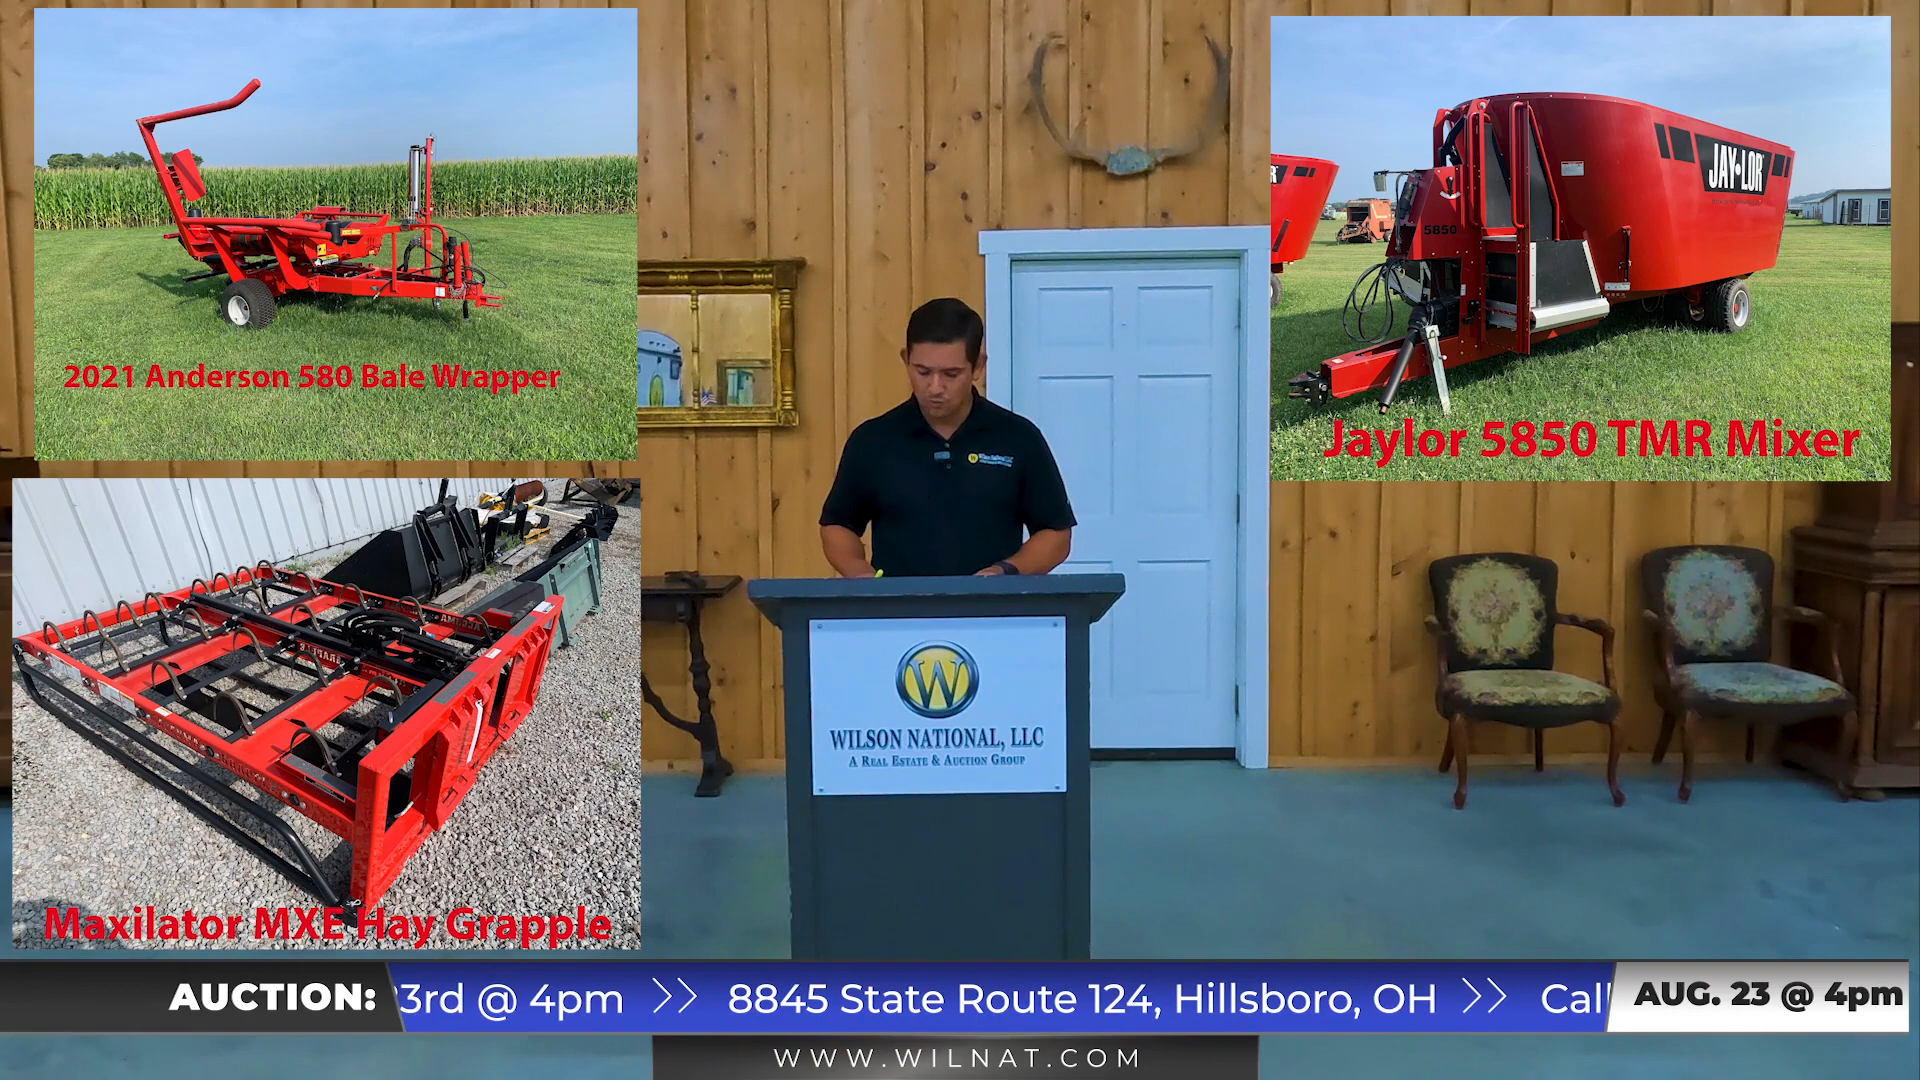 2021 Anderson 580 Bale Wrapper
JAY•LOR
5850
Jaylor 5850 TMR Mixer
Maxilator MXE Hay Grapple
W
WILSON NATIONAL, LLC
A REAL ESTATE & AUCTION GROUP
AUCTION:
3rd @ 4pm >> 8845 State Route 124, Hillsboro, OH >> Call
AUG. 23 @ 4pm
WWW.WILNAT.COM